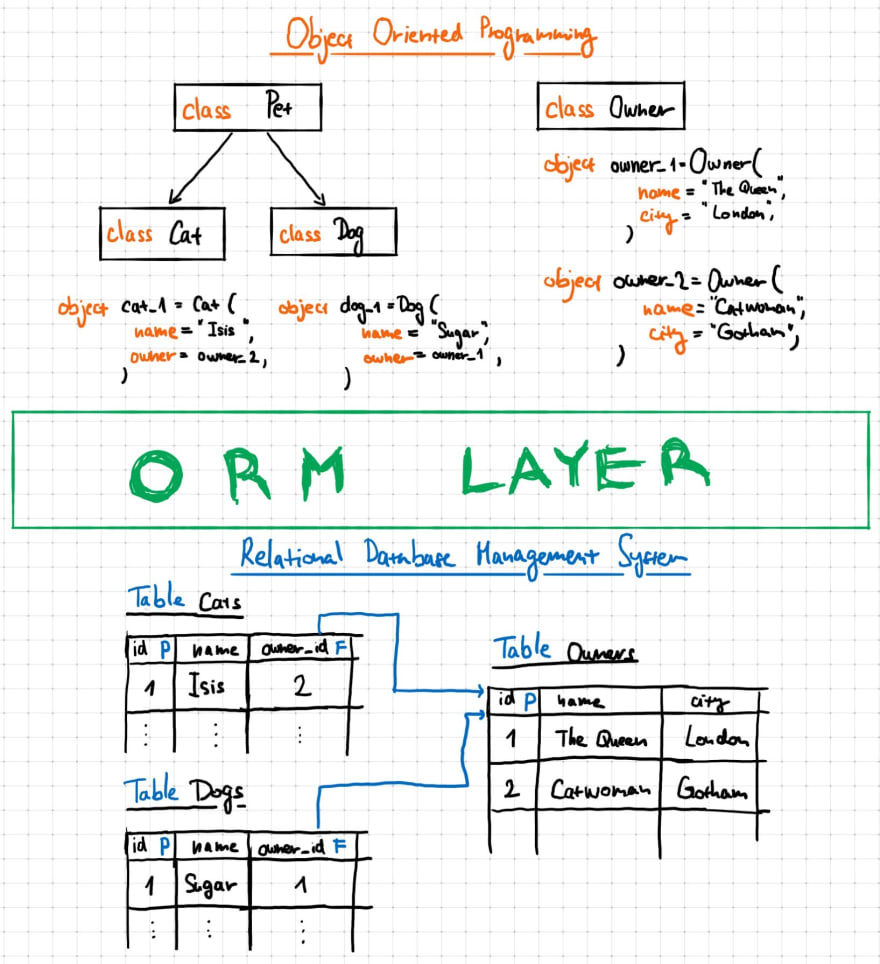 Object Oriented Programming
class Pet
class Owner
class Cat
class Dog
object owner_1=Owner(
name = "The Queen",
city = "London",
)
object owner_2= Owner (
name="Catwoman",
city = "Gotham",
)
object cat_1 = Cat (
name="Isis",
owner= owner_2,
)
object dog_1=Dog (
name = "Sugar",
owner= owner_1,
)
ORM LAYER
Relational Database Management System
Table Cats
id P name owner_id F
1 Isis 2
⋮ ⋮ ⋮
Table Owners
id P name city
1 The Queen London
2 Catwoman Gotham
Table Dogs
id P name owner_id F
1 Sugar 1
⋮ ⋮ ⋮